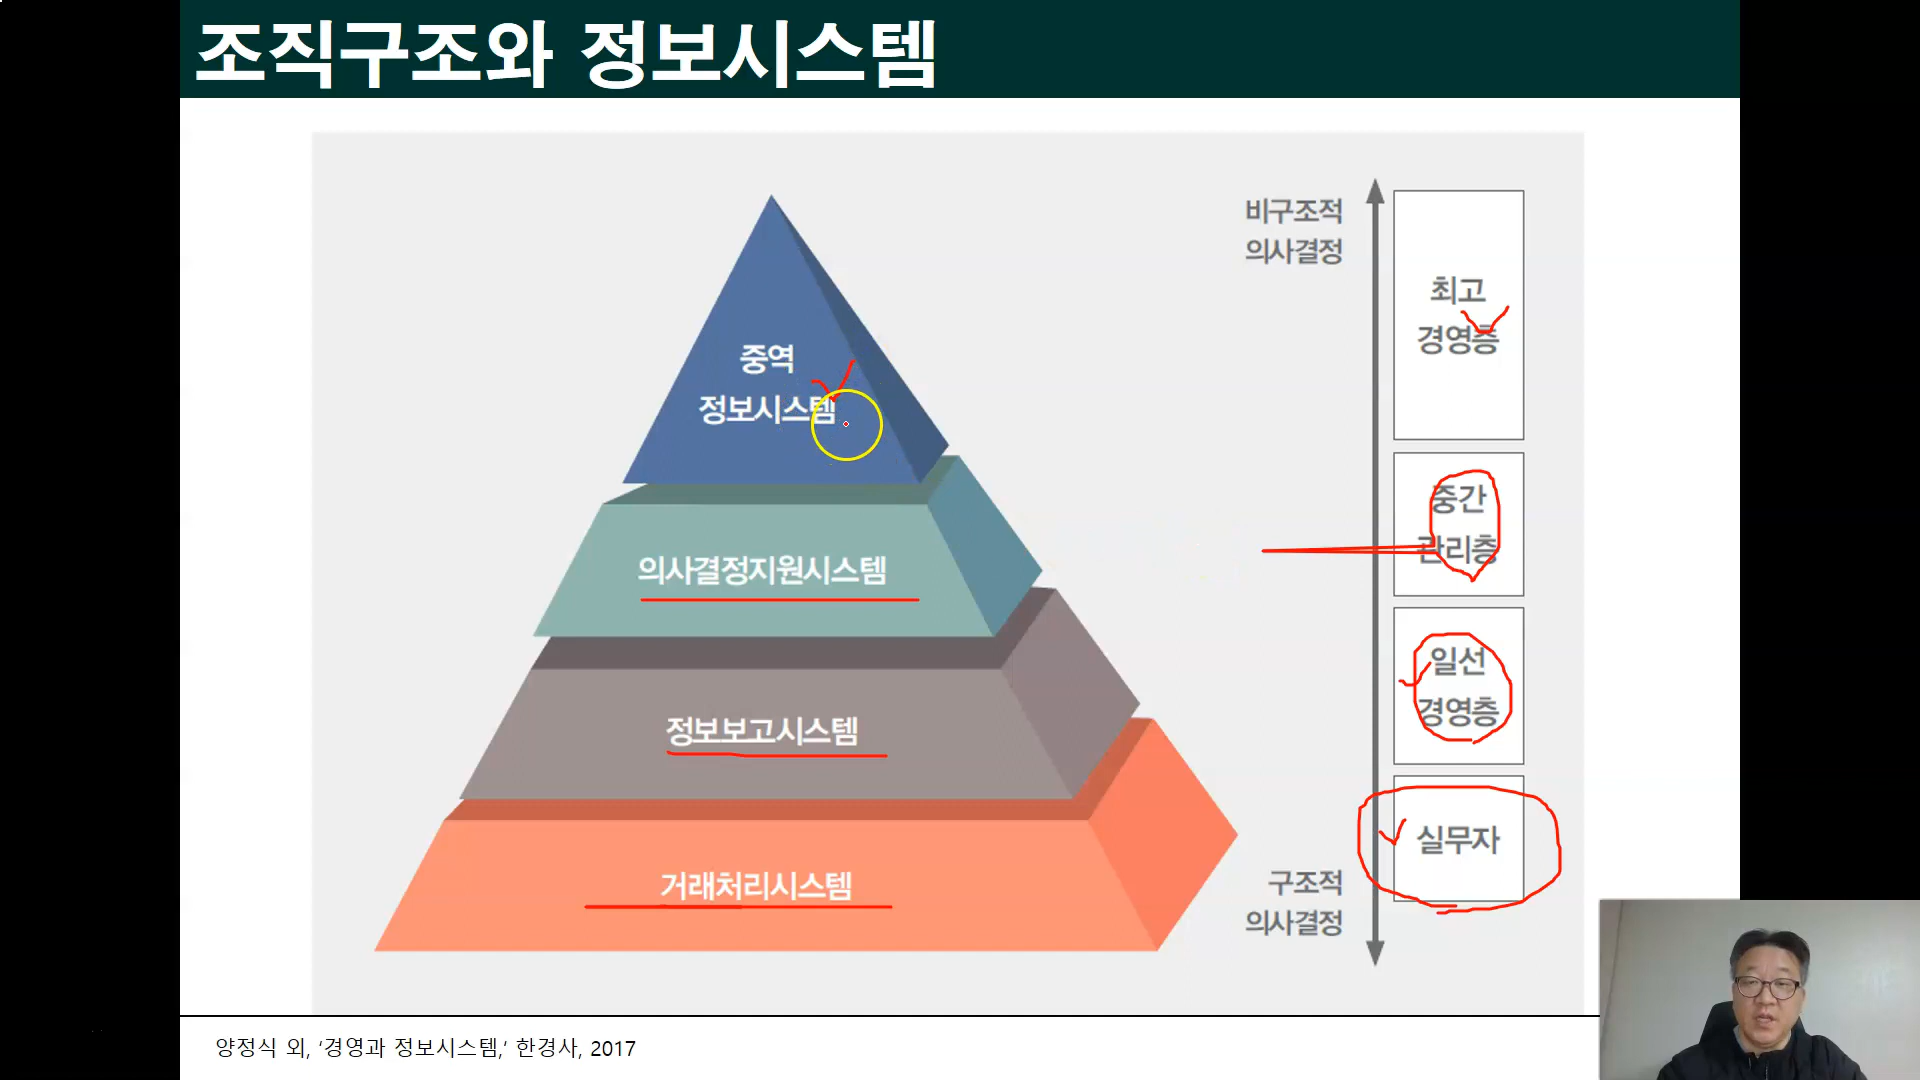 조직구조와 정보시스템
중역
정보시스템
의사결정지원시스템
정보보고시스템
거래처리시스템
비구조적
의사결정
구조적
의사결정
최고
경영층
중간
관리층
일선
경영층
실무자
양정식 외, ‘경영과 정보시스템,’ 한경사, 2017